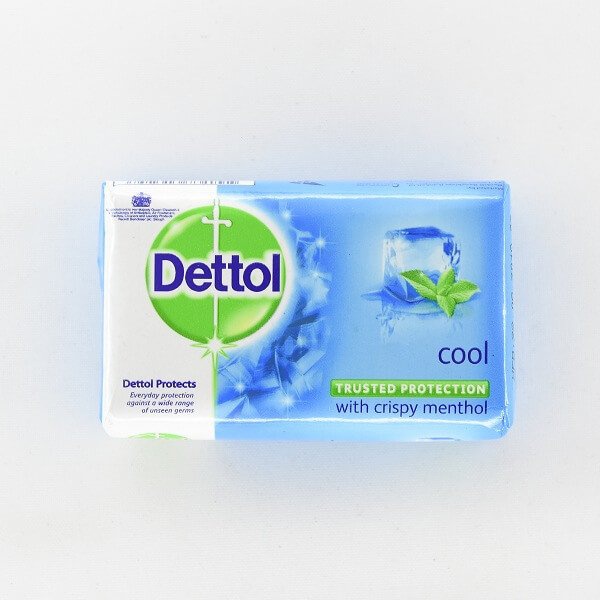 Dettol
Dettol Protects
Everyday protection
against a wide range
of unseen germs
cool
TRUSTED PROTECTION
with crispy menthol